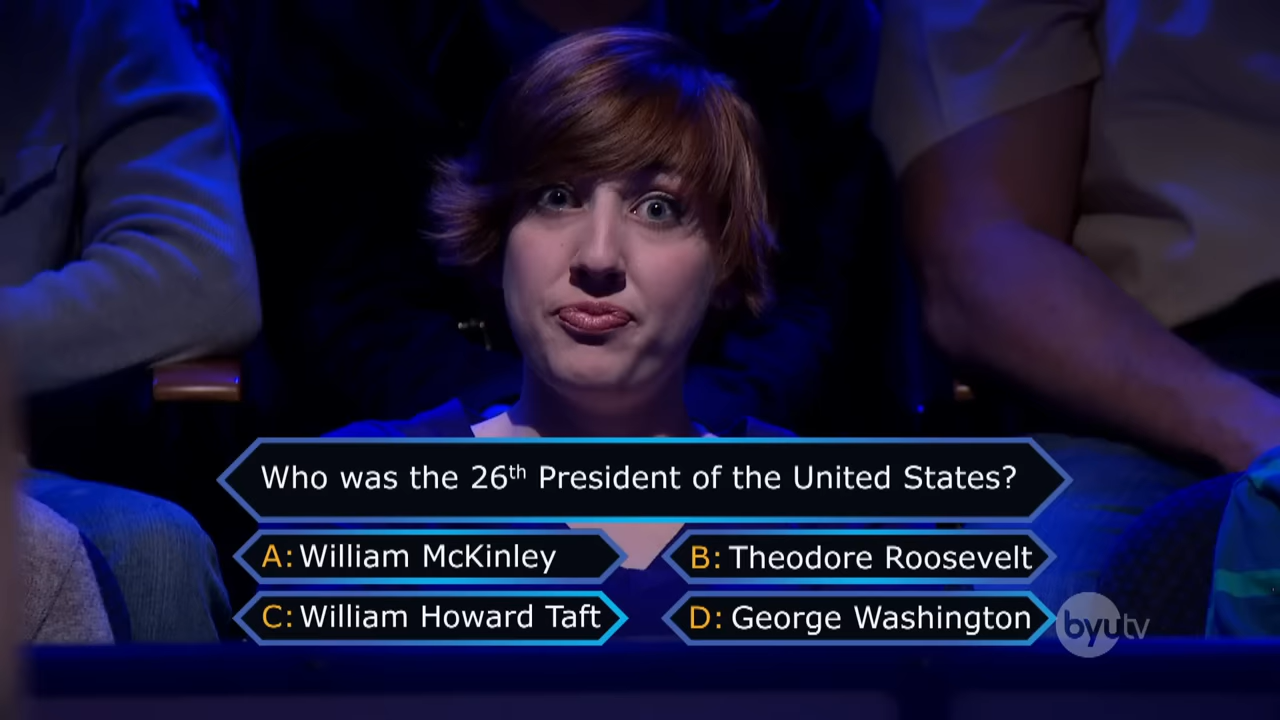 Who was the 26th President of the United States?
A: William McKinley
B: Theodore Roosevelt
C: William Howard Taft
D: George Washington
byutv